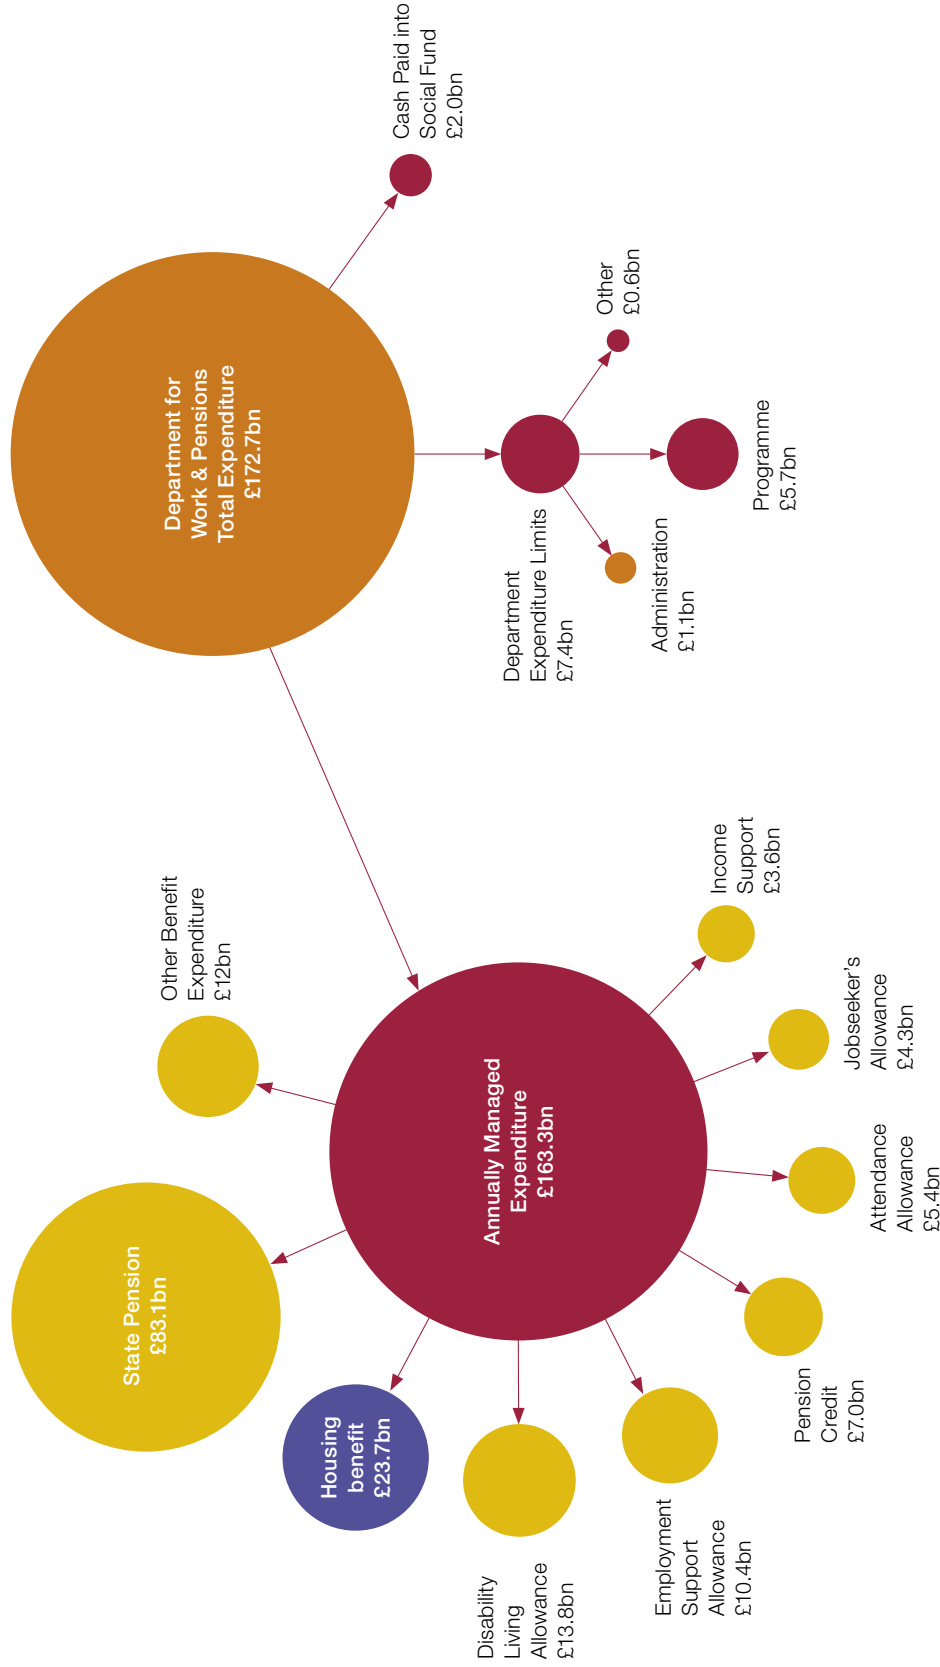 Department for
Work & Pensions
Total Expenditure
£172.7bn
Cash Paid into
Social Fund
£2.0bn
Department
Expenditure Limits
£7.4bn
Other
£0.6bn
Administration
£1.1bn
Programme
£5.7bn
Annually Managed
Expenditure
£163.3bn
Other Benefit
Expenditure
£12bn
State Pension
£83.1bn
Housing
benefit
£23.7bn
Disability
Living
Allowance
£13.8bn
Employment
Support
Allowance
£10.4bn
Pension
Credit
£7.0bn
Attendance
Allowance
£5.4bn
Jobseeker's
Allowance
£4.3bn
Income
Support
£3.6bn